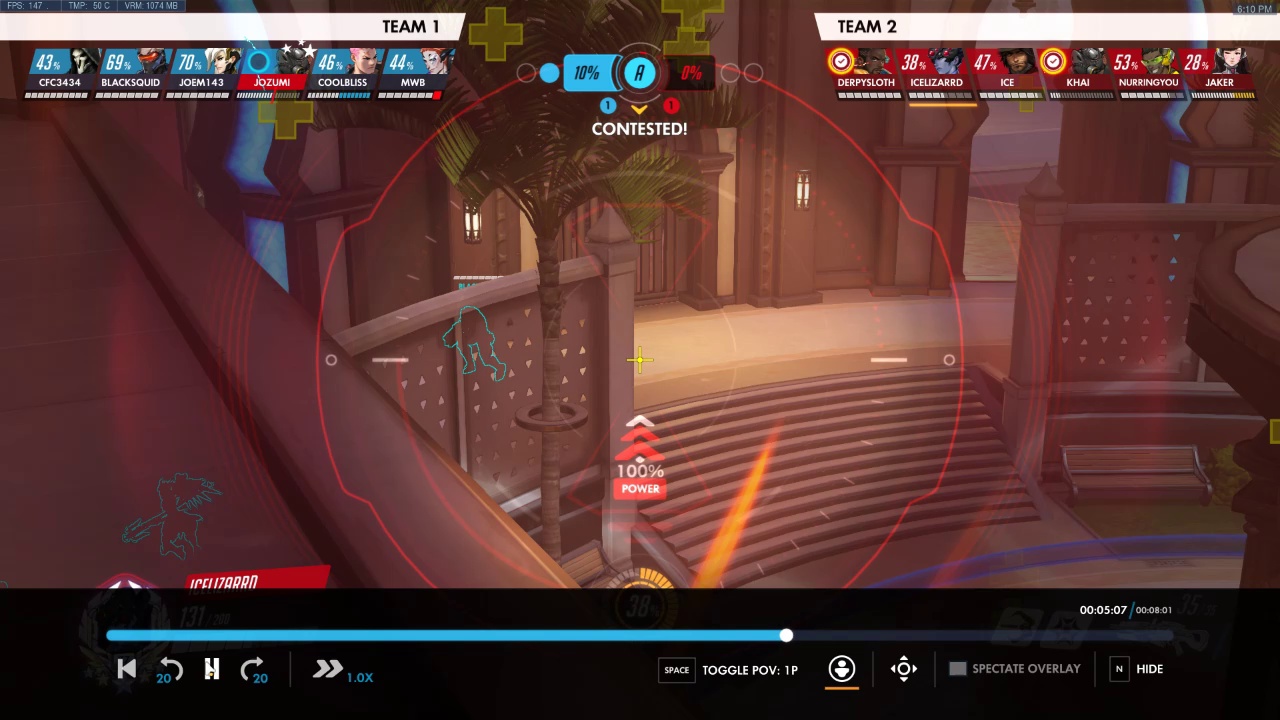 FPS: 147 TMP: 50 C VRM: 1074 MB
6:10 PM
TEAM 1
TEAM 2
43% 69% 70% 46% 44%
CFC3434 BLACKSQUID JOEM143 JOZUMI COOLBLISS MWB
10% A 0%
38% 47% 53% 28%
DERPYSLOTH ICELIZARRD ICE KHAI NURRINGYOU JAKER
1 1
CONTESTED!
100%
POWER
ICELIZARRD
131/200
38%
35
00:05:07/00:08:01
20 20 1.0X
SPACE TOGGLE POV: 1P
SPECTATE OVERLAY
N HIDE